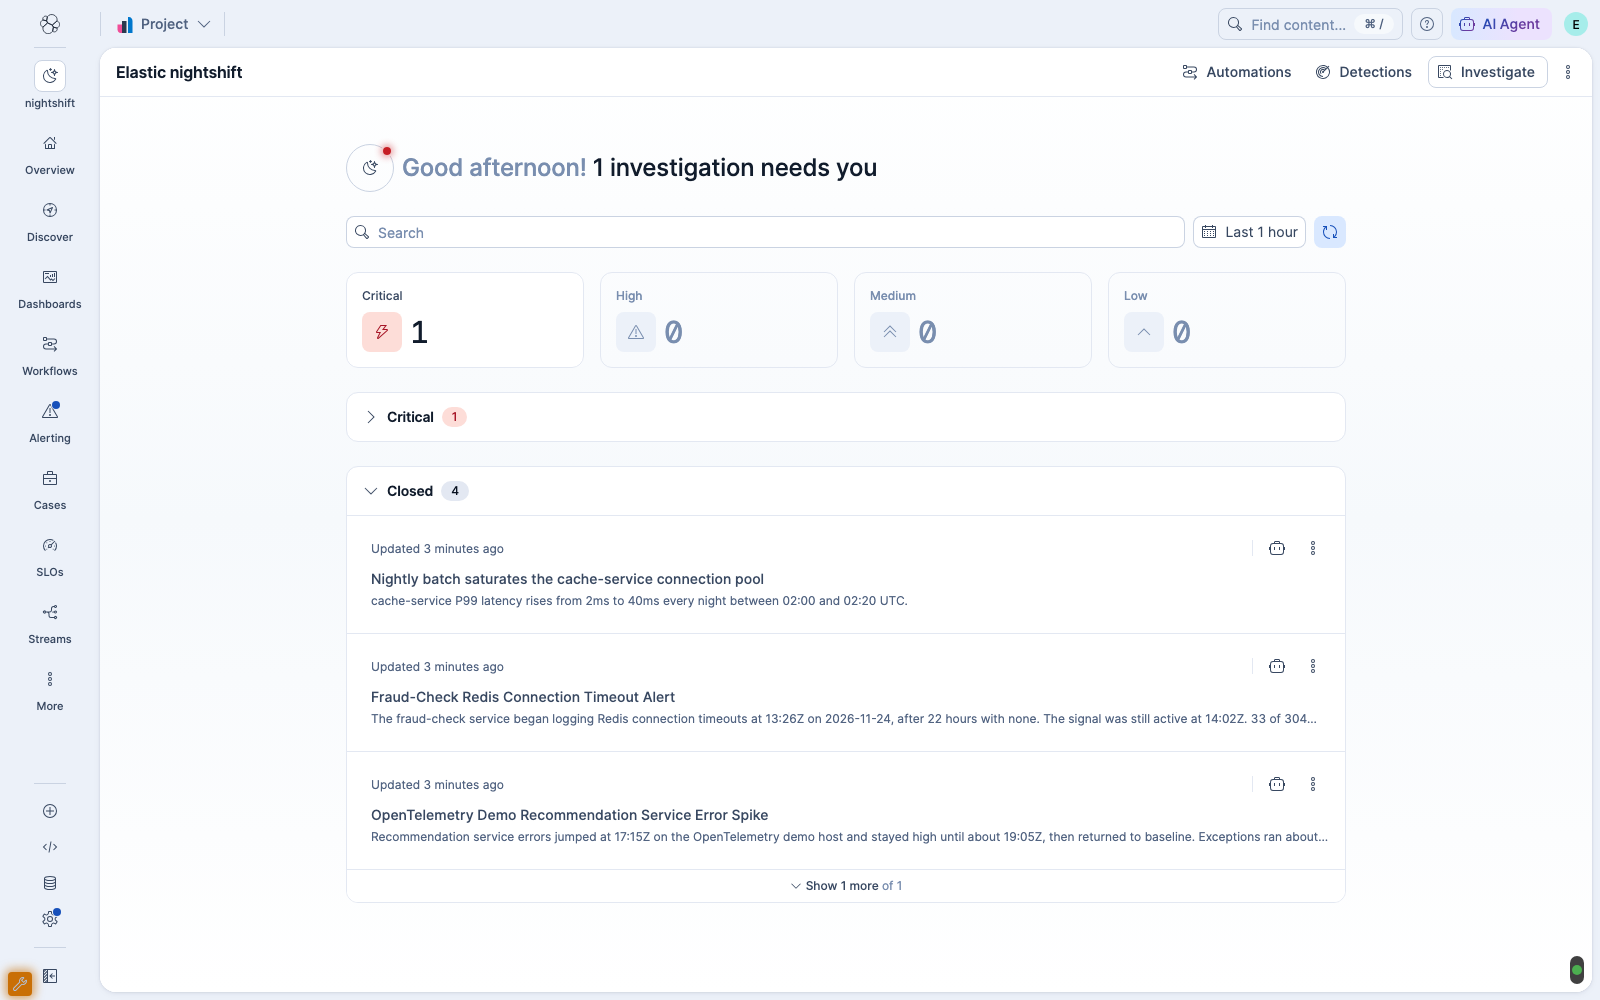 Project
Find content...
⌘ /
AI Agent
E
Elastic nightshift
Automations
Detections
Investigate
nightshift
Overview
Discover
Dashboards
Workflows
Alerting
Cases
SLOs
Streams
More
Good afternoon! 1 investigation needs you
Search
Last 1 hour
Critical
1
High
0
Medium
0
Low
0
Critical 1
Closed 4
Updated 3 minutes ago
Nightly batch saturates the cache-service connection pool
cache-service P99 latency rises from 2ms to 40ms every night between 02:00 and 02:20 UTC.
Updated 3 minutes ago
Fraud-Check Redis Connection Timeout Alert
The fraud-check service began logging Redis connection timeouts at 13:26Z on 2026-11-24, after 22 hours with none. The signal was still active at 14:02Z. 33 of 304...
Updated 3 minutes ago
OpenTelemetry Demo Recommendation Service Error Spike
Recommendation service errors jumped at 17:15Z on the OpenTelemetry demo host and stayed high until about 19:05Z, then returned to baseline. Exceptions ran about...
Show 1 more of 1